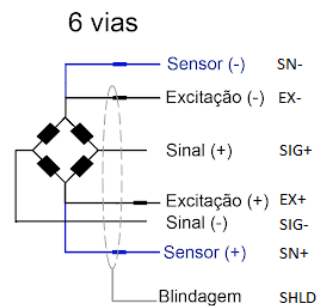 6 vias
Sensor (-) SN-
Excitação (-) EX-
Sinal (+) SIG+
Excitação (+) EX+
Sinal (-) SIG-
Sensor (+) SN+
Blindagem SHLD